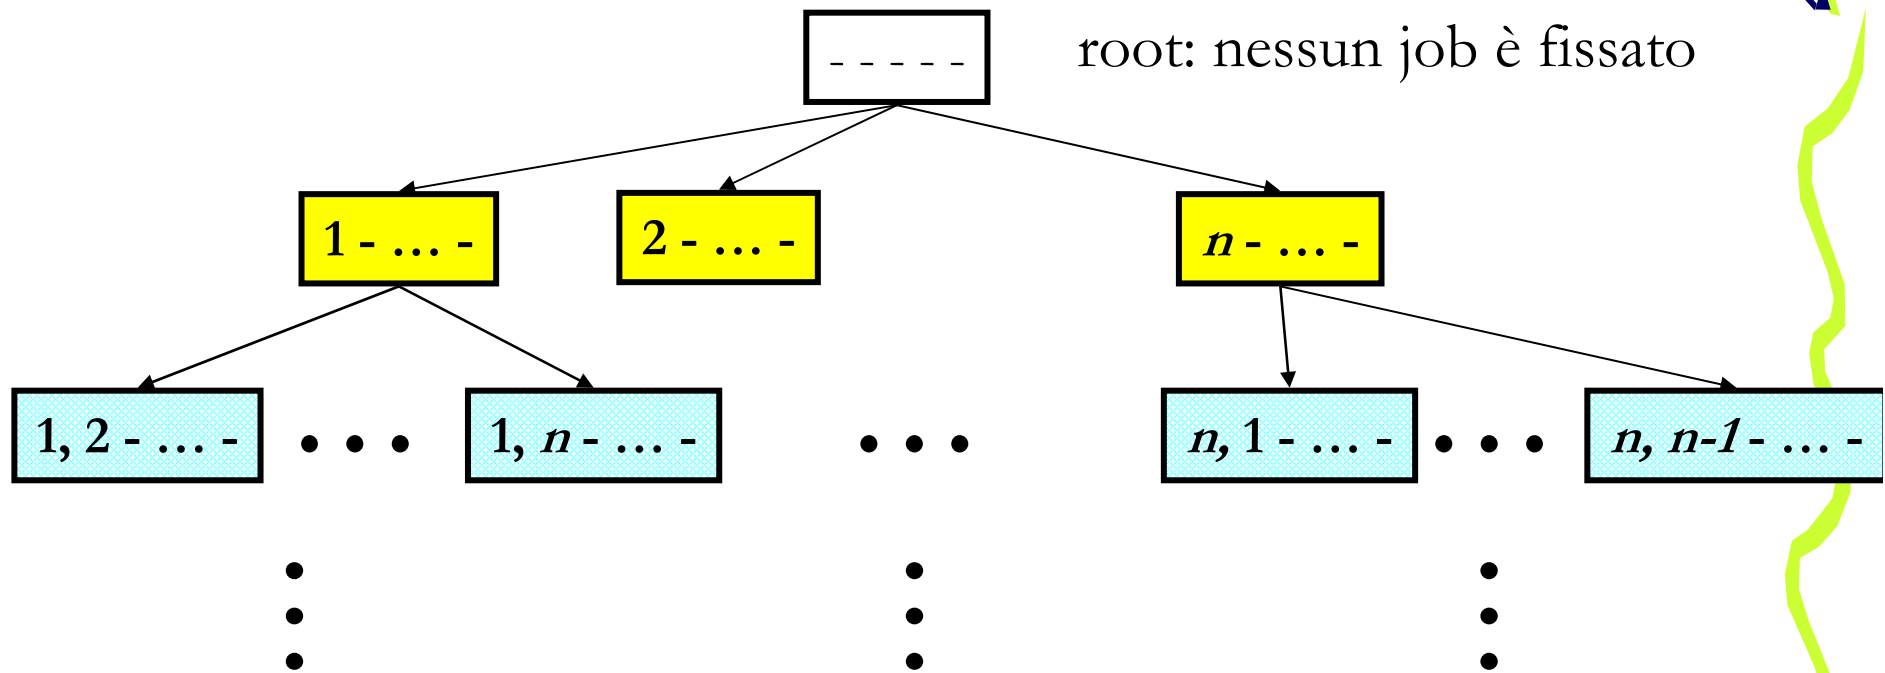 - - - - - root: nessun job è fissato
1 - ... - 2 - ... - n - ... -
1, 2 - ... - • • • 1, n - ... - • • • n, 1 - ... - • • • n, n-1 - ... -